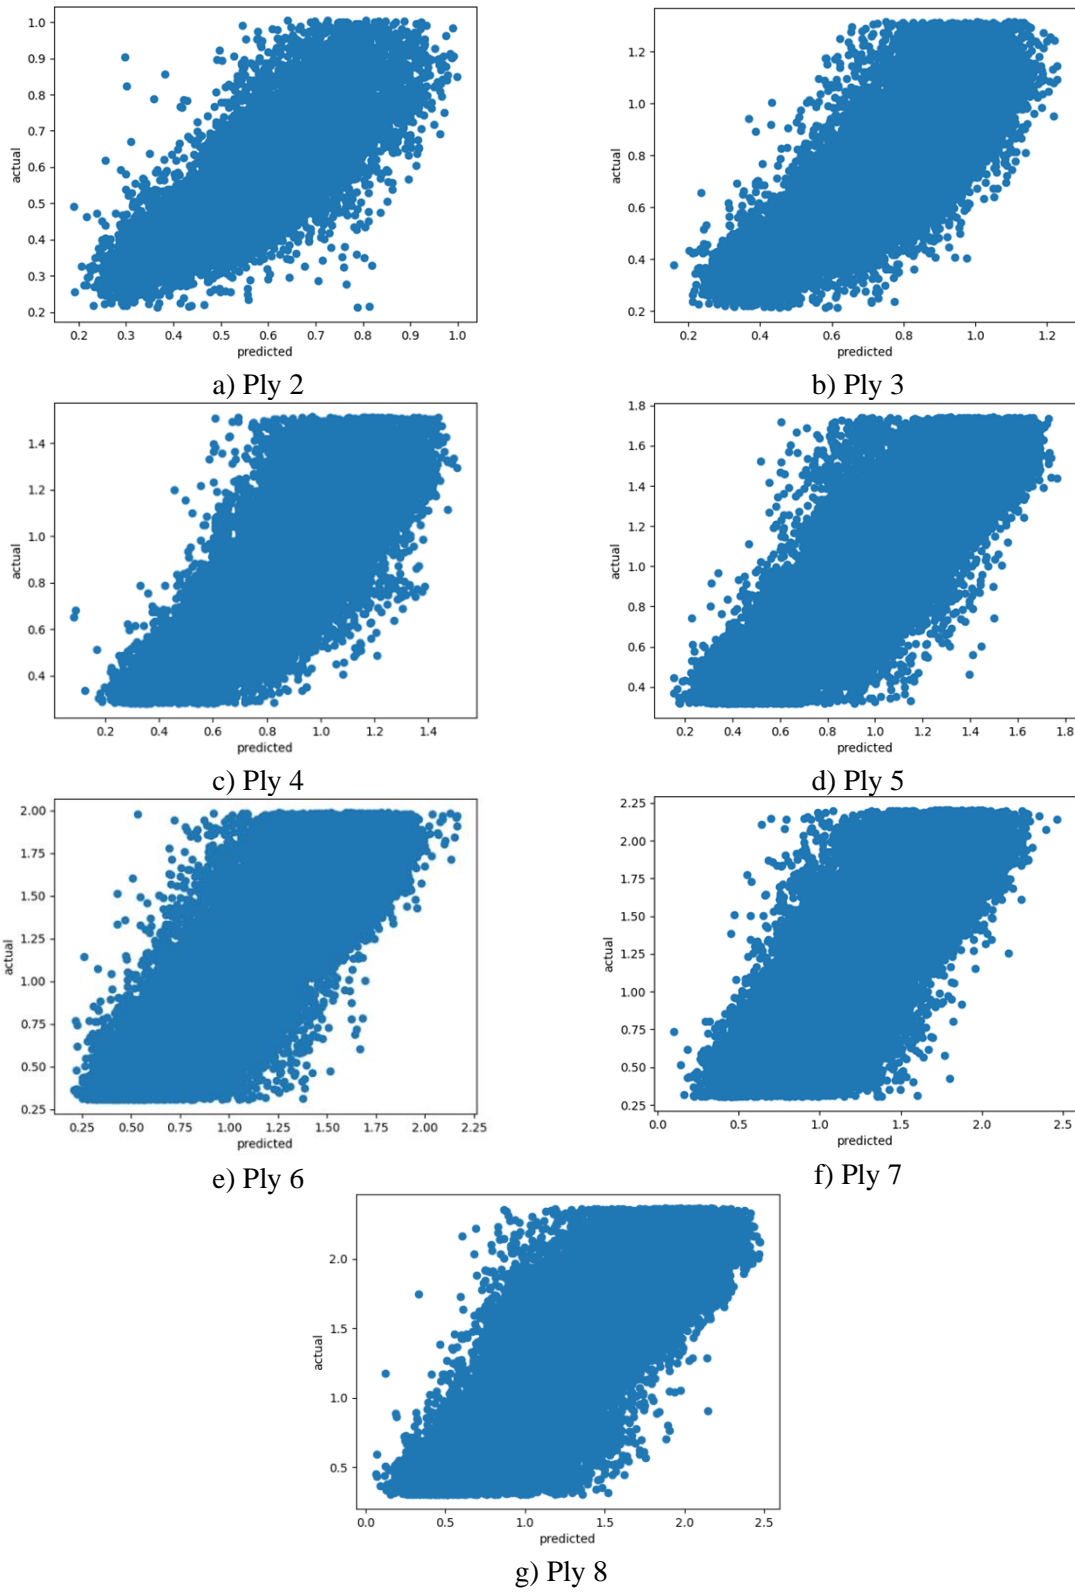 1.0
0.9
0.8
0.7
0.6
0.5
0.4
0.3
0.2
actual
0.2 0.3 0.4 0.5 0.6 0.7 0.8 0.9 1.0
predicted
a) Ply 2
1.2
1.0
0.8
0.6
0.4
0.2
actual
0.2 0.4 0.6 0.8 1.0 1.2
predicted
b) Ply 3
1.4
1.2
1.0
0.8
0.6
0.4
actual
0.2 0.4 0.6 0.8 1.0 1.2 1.4
predicted
c) Ply 4
1.8
1.6
1.4
1.2
1.0
0.8
0.6
0.4
actual
0.2 0.4 0.6 0.8 1.0 1.2 1.4 1.6 1.8
predicted
d) Ply 5
2.00
1.75
1.50
1.25
1.00
0.75
0.50
0.25
actual
0.25 0.50 0.75 1.00 1.25 1.50 1.75 2.00 2.25
predicted
e) Ply 6
2.25
2.00
1.75
1.50
1.25
1.00
0.75
0.50
0.25
actual
0.0 0.5 1.0 1.5 2.0 2.5
predicted
f) Ply 7
2.0
1.5
1.0
0.5
actual
0.0 0.5 1.0 1.5 2.0 2.5
predicted
g) Ply 8